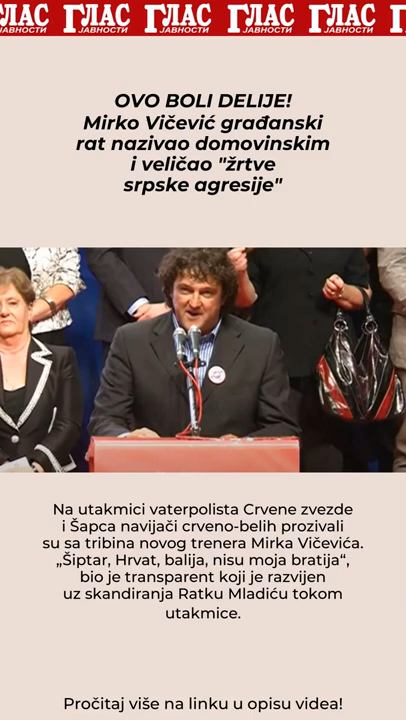 ГЛАС ГЛАС ГЛАС ГЛАС ГЛАС
ЈАВНОСТИ ЈАВНОСТИ ЈАВНОСТИ ЈАВНОСТИ
OVO BOLI DELIJE!
Mirko Vičević građanski
rat nazivao domovinskim
i veličao "žrtve
srpske agresije"
Na utakmici vaterpolista Crvene zvezde
i Šapca navijači crveno-belih prozivali
su sa tribina novog trenera Mirka Vičevića.
„Šiptar, Hrvat, balija, nisu moja bratija“,
bio je transparent koji je razvijen
uz skandiranja Ratku Mladiću tokom
utakmice.
Pročitaj više na linku u opisu videa!